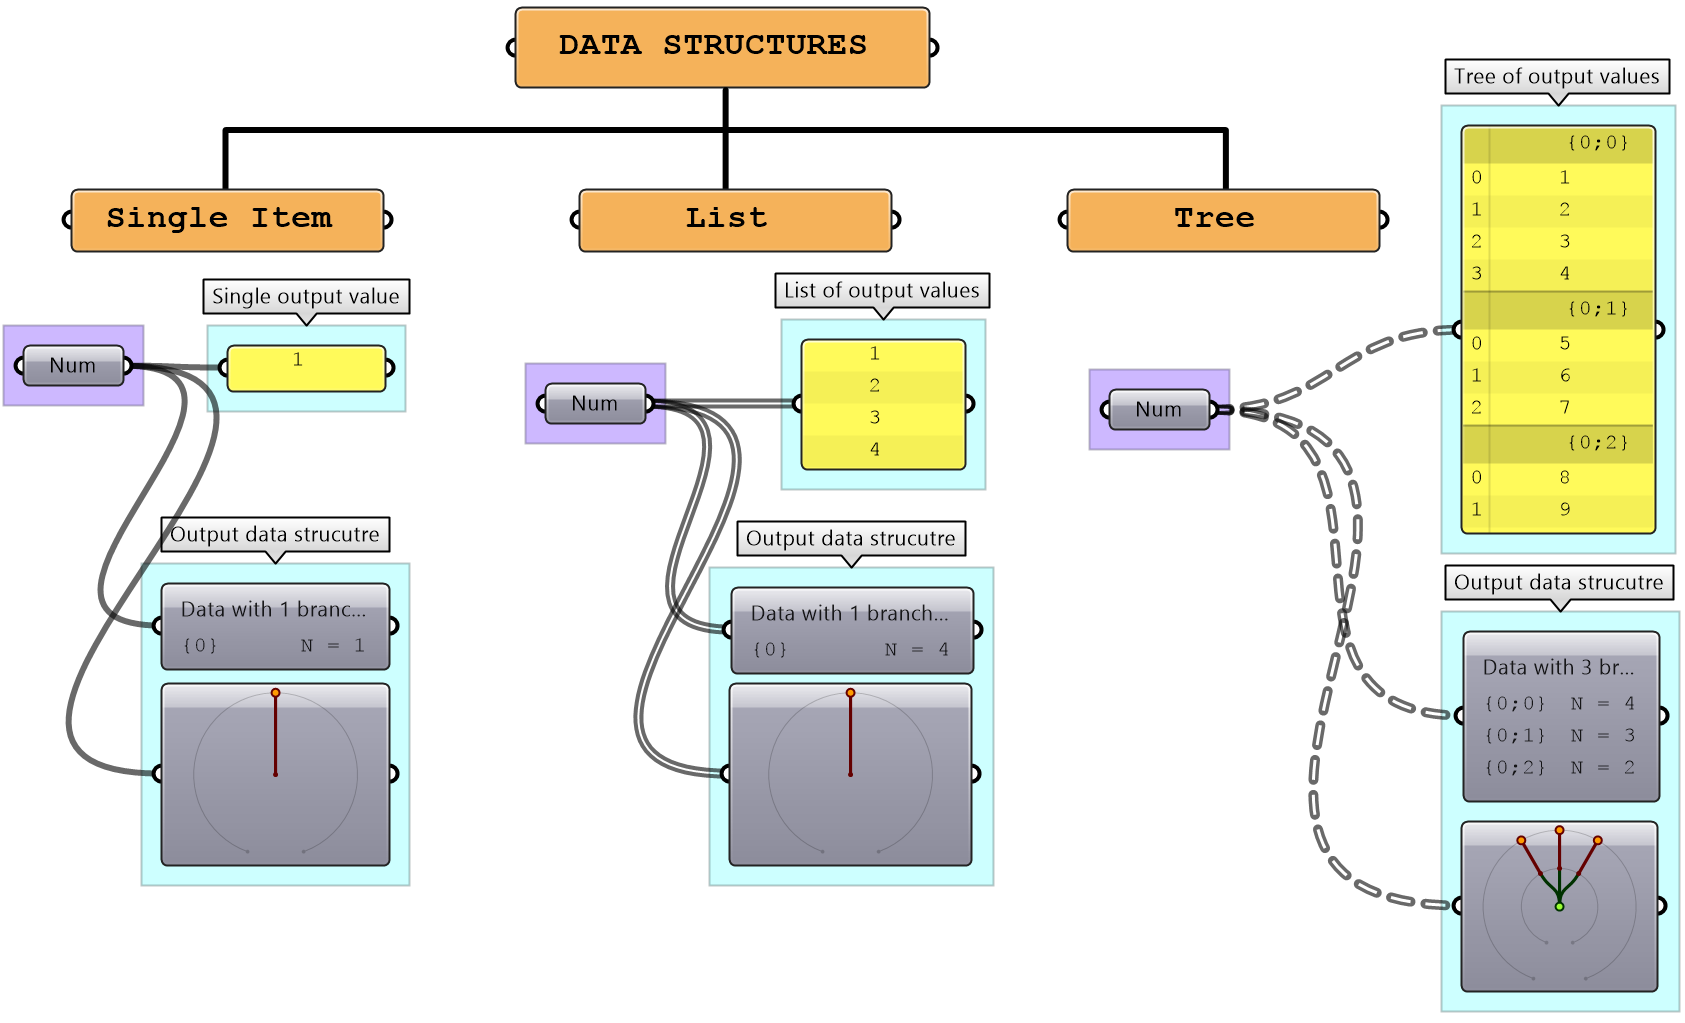 DATA STRUCTURES
Single Item
List
Tree
Num
Single output value
1
Output data strucutre
Data with 1 branc...
{0} N = 1
Num
List of output values
1
2
3
4
Output data strucutre
Data with 1 branch...
{0} N = 4
Num
Tree of output values
{0;0}
0 1
1 2
2 3
3 4
{0;1}
0 5
1 6
2 7
{0;2}
0 8
1 9
Output data strucutre
Data with 3 br...
{0;0} N = 4
{0;1} N = 3
{0;2} N = 2